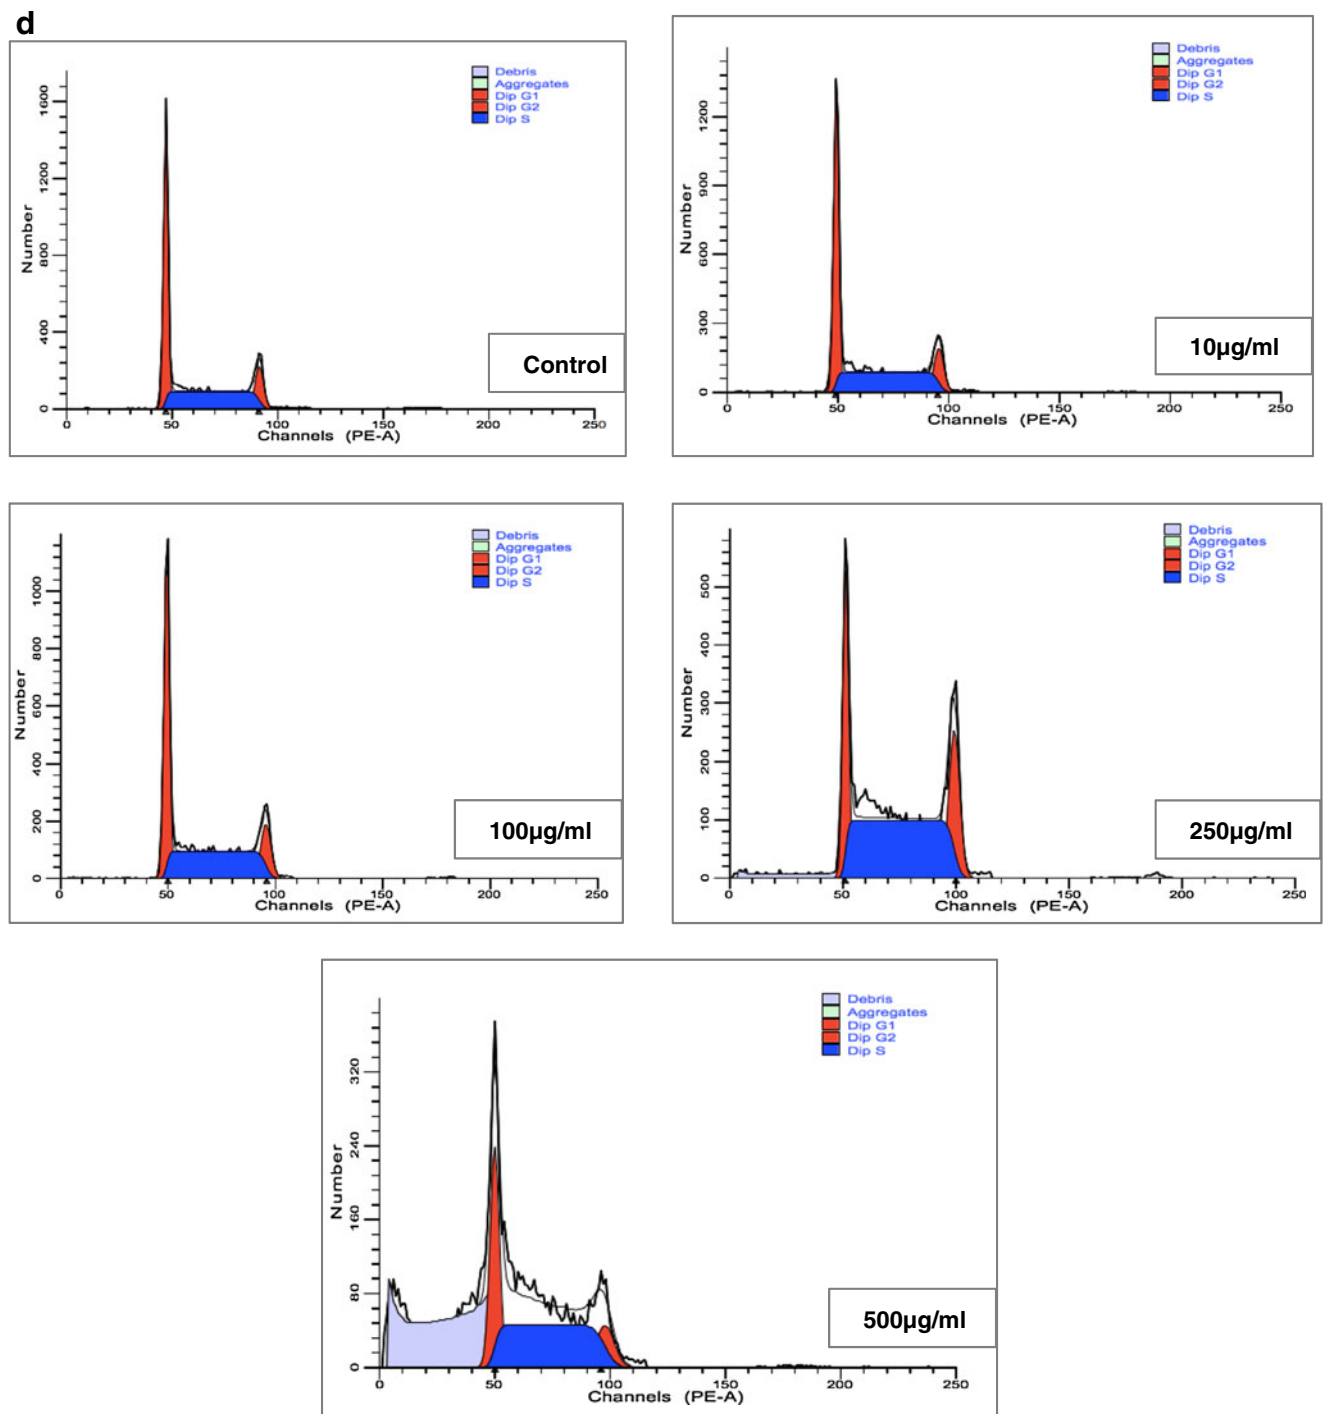 d
Debris
Aggregates
Dip G1
Dip G2
Dip S
Number
0
400
800
1200
1600
0
50
100
150
200
250
Channels (PE-A)
Control
Debris
Aggregates
Dip G1
Dip G2
Dip S
Number
0
300
600
900
1200
0
50
100
150
200
250
Channels (PE-A)
10µg/ml
Debris
Aggregates
Dip G1
Dip G2
Dip S
Number
0
200
400
600
800
1000
0
50
100
150
200
250
Channels (PE-A)
100µg/ml
Debris
Aggregates
Dip G1
Dip G2
Dip S
Number
0
100
200
300
400
500
0
50
100
150
200
250
Channels (PE-A)
250µg/ml
Debris
Aggregates
Dip G1
Dip G2
Dip S
Number
0
80
160
240
320
0
50
100
150
200
250
Channels (PE-A)
500µg/ml